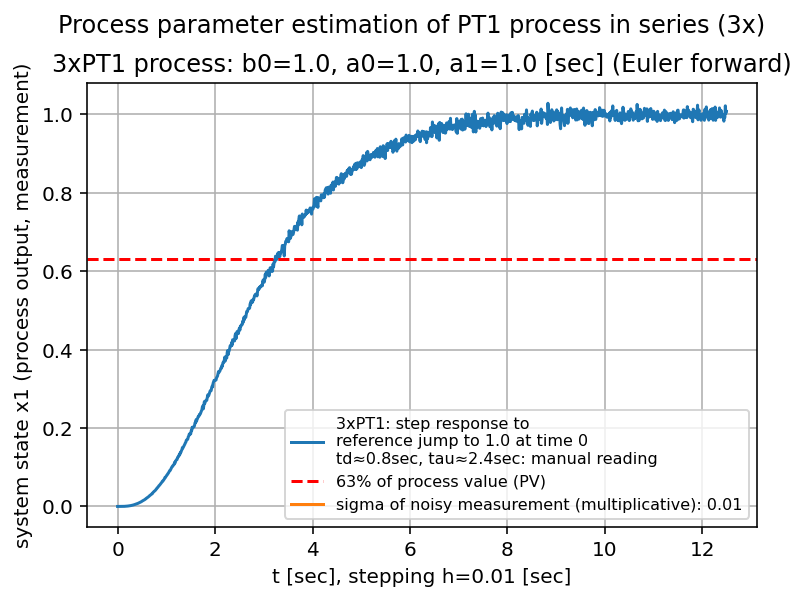 Process parameter estimation of PT1 process in series (3x)
3xPT1 process: b0=1.0, a0=1.0, a1=1.0 [sec] (Euler forward)
system state x1 (process output, measurement)
1.0
0.8
0.6
0.4
0.2
0.0
3xPT1: step response to
reference jump to 1.0 at time 0
td≈0.8sec, tau≈2.4sec: manual reading
63% of process value (PV)
sigma of noisy measurement (multiplicative): 0.01
0 2 4 6 8 10 12
t [sec], stepping h=0.01 [sec]